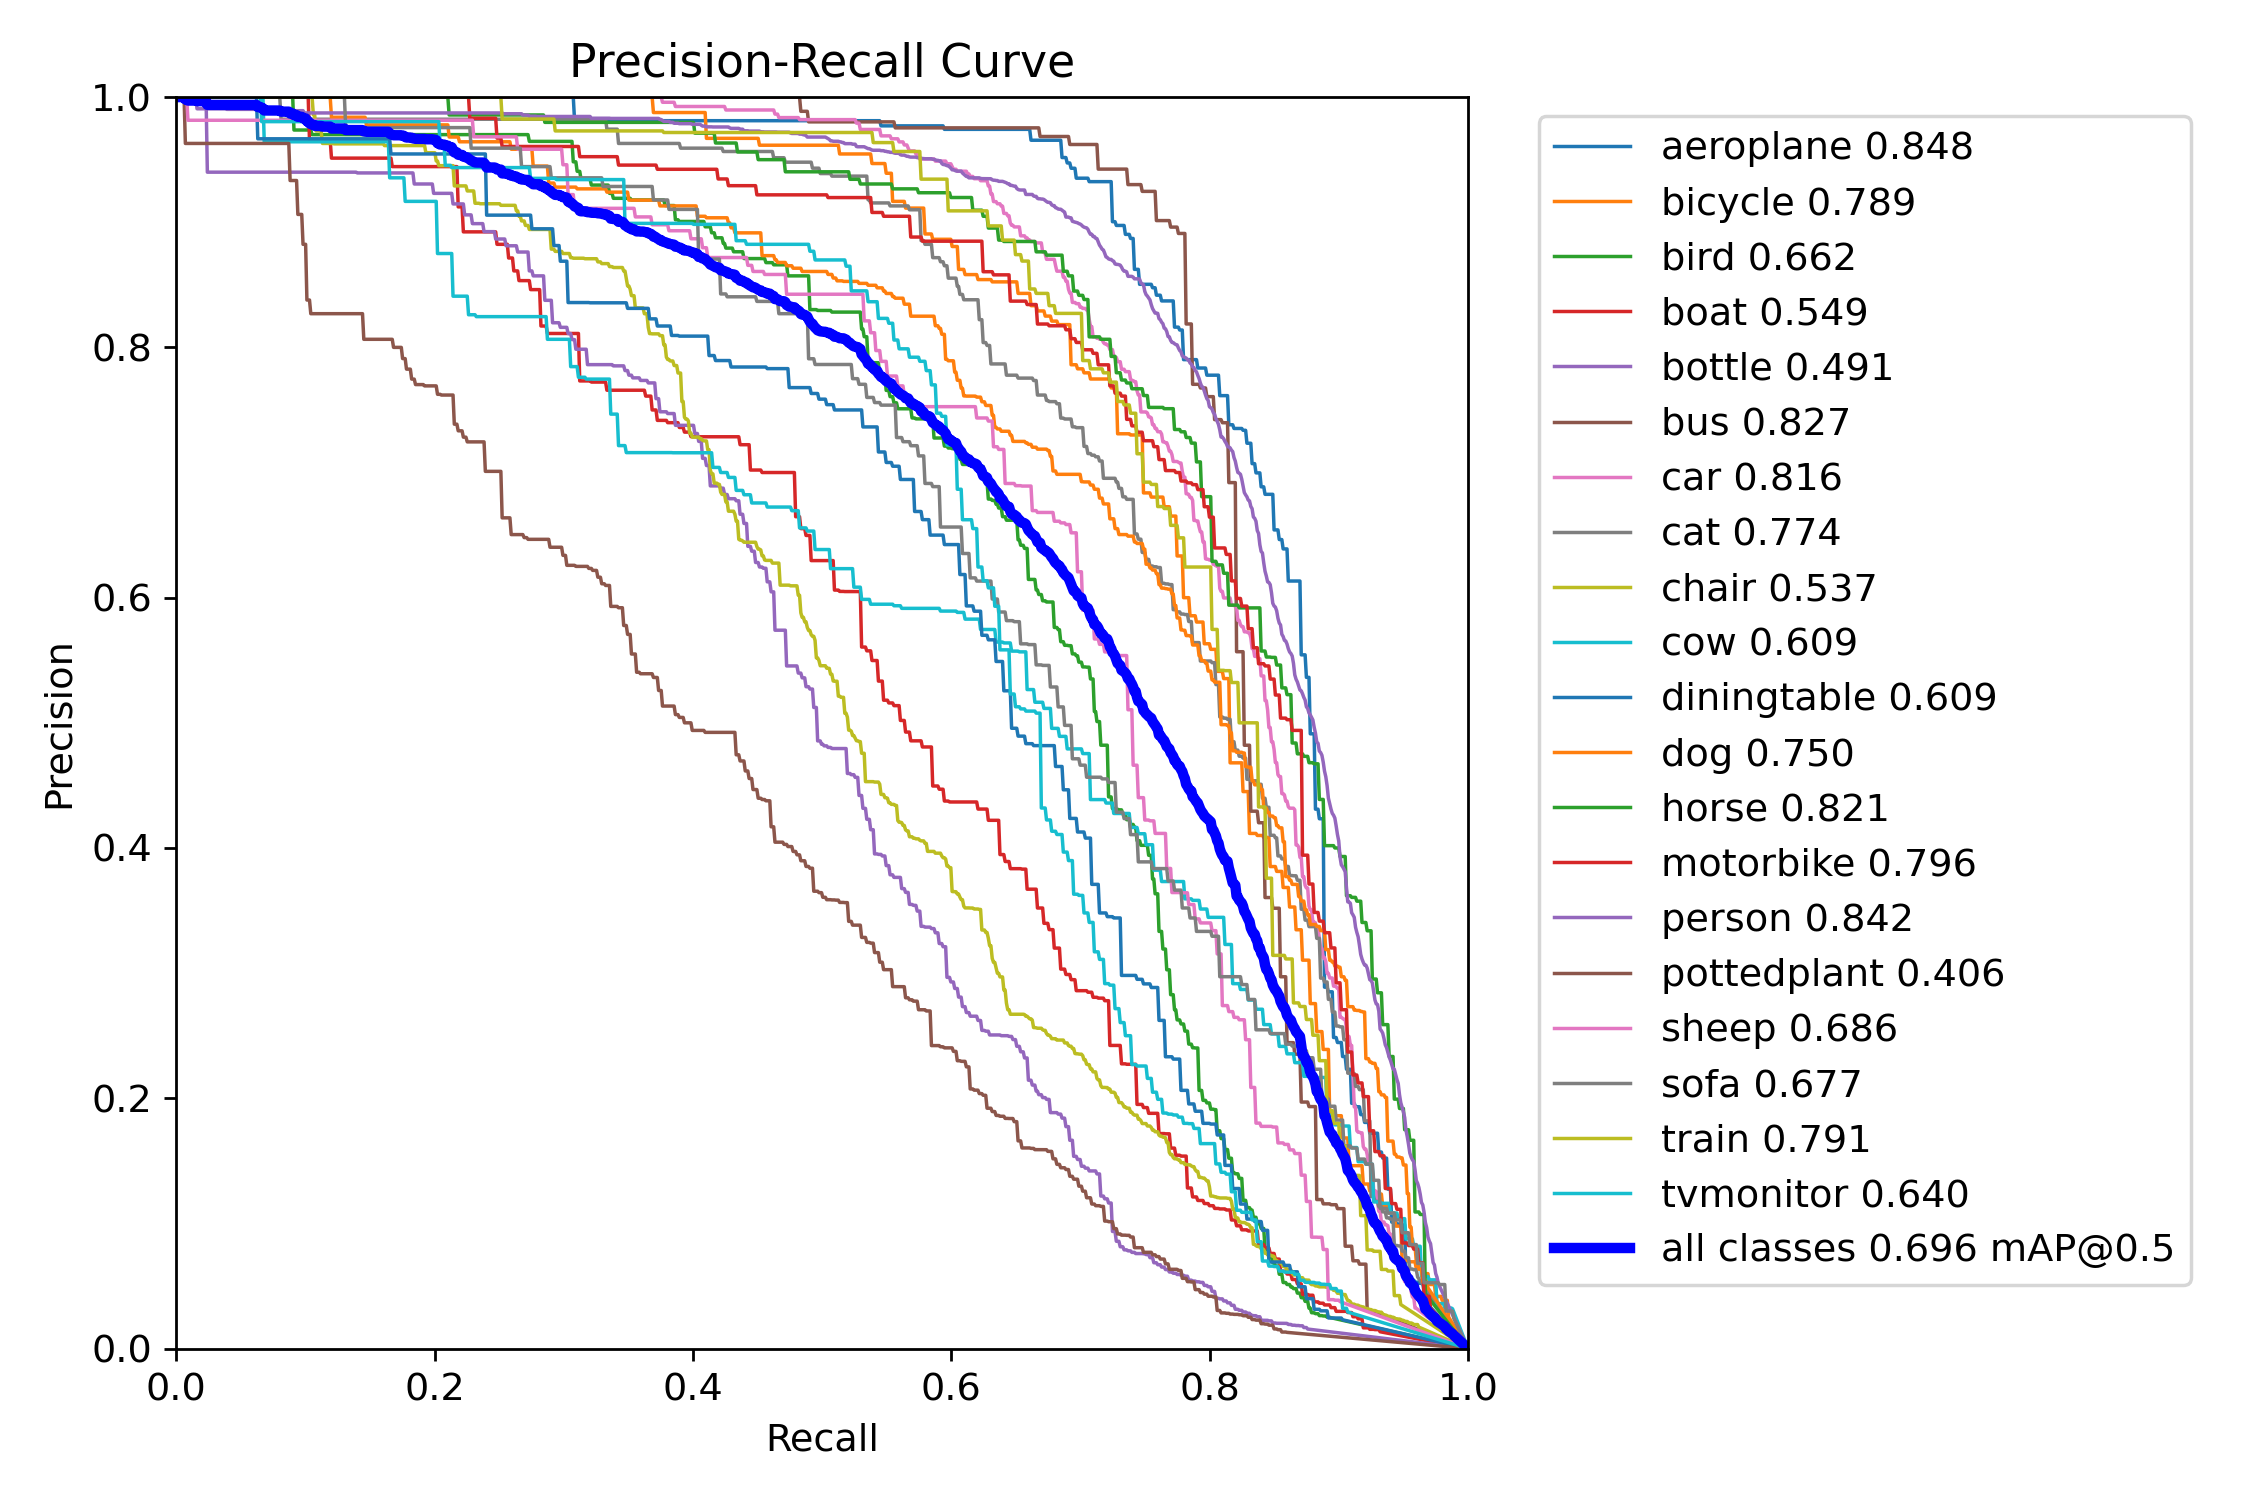 Precision-Recall Curve
1.0
0.8
0.6
0.4
0.2
0.0
Precision
0.0 0.2 0.4 0.6 0.8 1.0
Recall
aeroplane 0.848
bicycle 0.789
bird 0.662
boat 0.549
bottle 0.491
bus 0.827
car 0.816
cat 0.774
chair 0.537
cow 0.609
diningtable 0.609
dog 0.750
horse 0.821
motorbike 0.796
person 0.842
pottedplant 0.406
sheep 0.686
sofa 0.677
train 0.791
tvmonitor 0.640
all classes 0.696 mAP@0.5